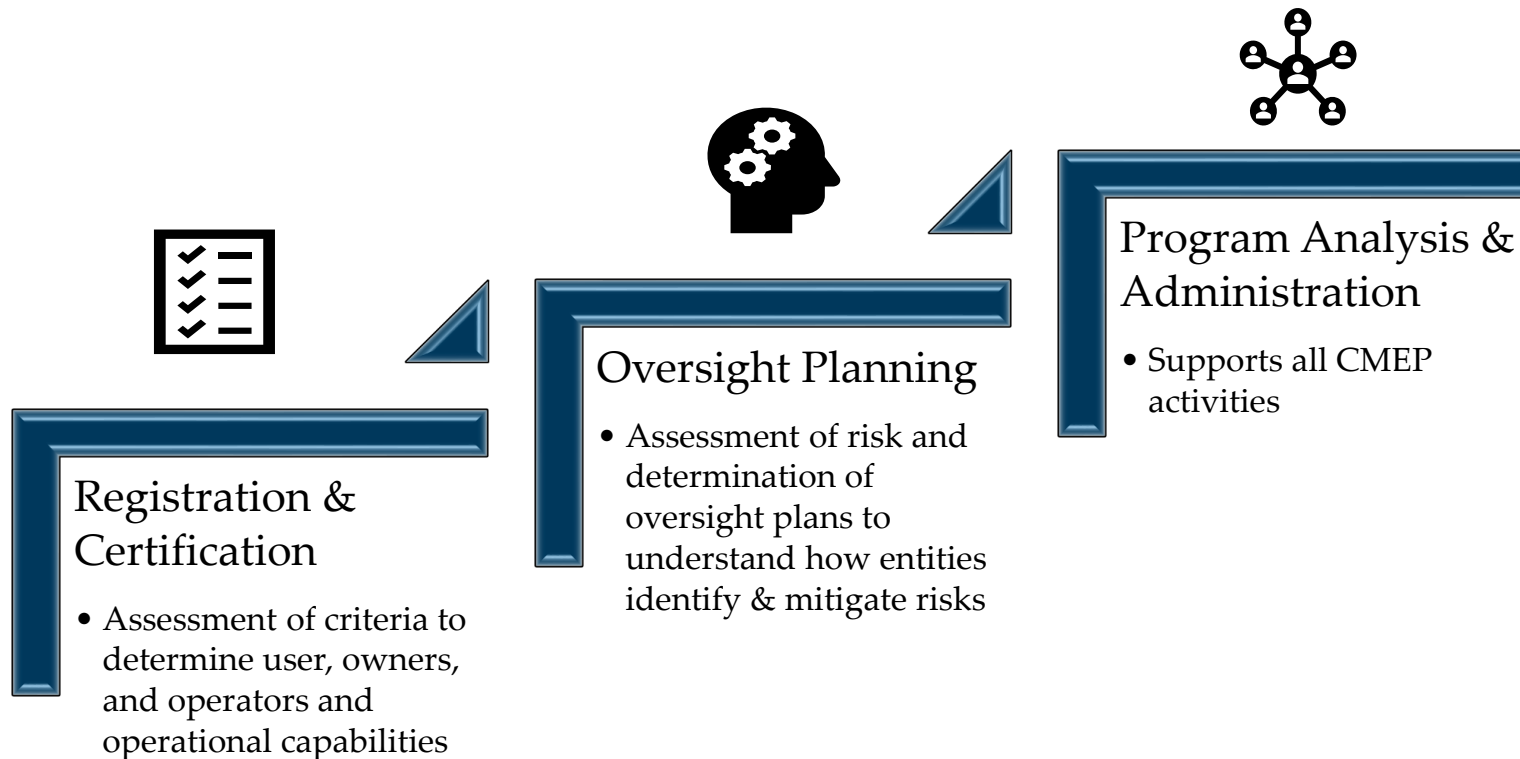 Registration &
Certification
• Assessment of criteria to
determine user, owners,
and operators and
operational capabilities
Oversight Planning
• Assessment of risk and
determination of
oversight plans to
understand how entities
identify & mitigate risks
Program Analysis &
Administration
• Supports all CMEP
activities